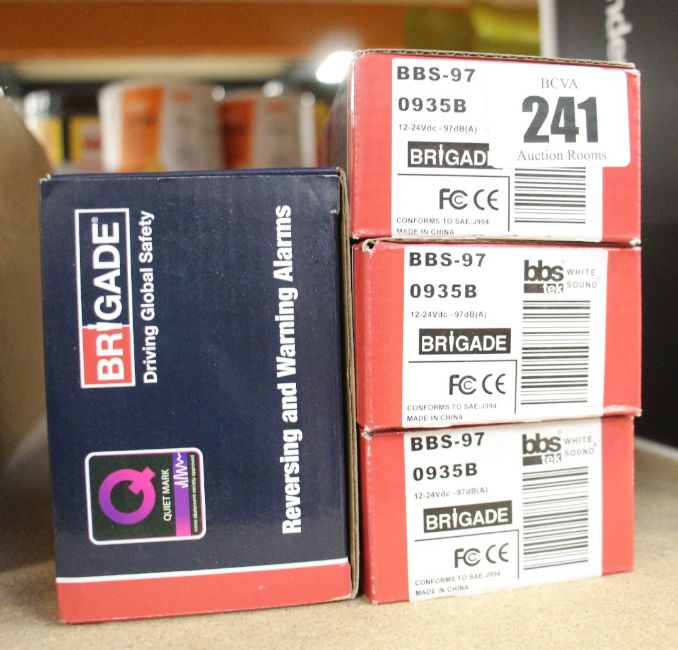 BRIGADE®
Driving Global Safety
Reversing and Warning Alarms
Q
QUIET MARK
BBS-97
0935B
12-24Vdc - 97dB(A)
BRIGAD
FC CE
CONFORMS TO SAE:J994
MADE IN CHINA
BCVA
241
Auction Rooms
BBS-97
0935B
12-24Vdc - 97dB(A)
BRIGADE
FC CE
CONFORMS TO SAE:J994
MADE IN CHINA
bbs
tek
WHITE
SOUND®
BBS-97
0935B
12-24Vdc - 97dB(A)
BRIGADE
FC CE
CONFORMS TO SAE:J994
MADE IN CHINA
bbs
tek
WHITE
SOUND®